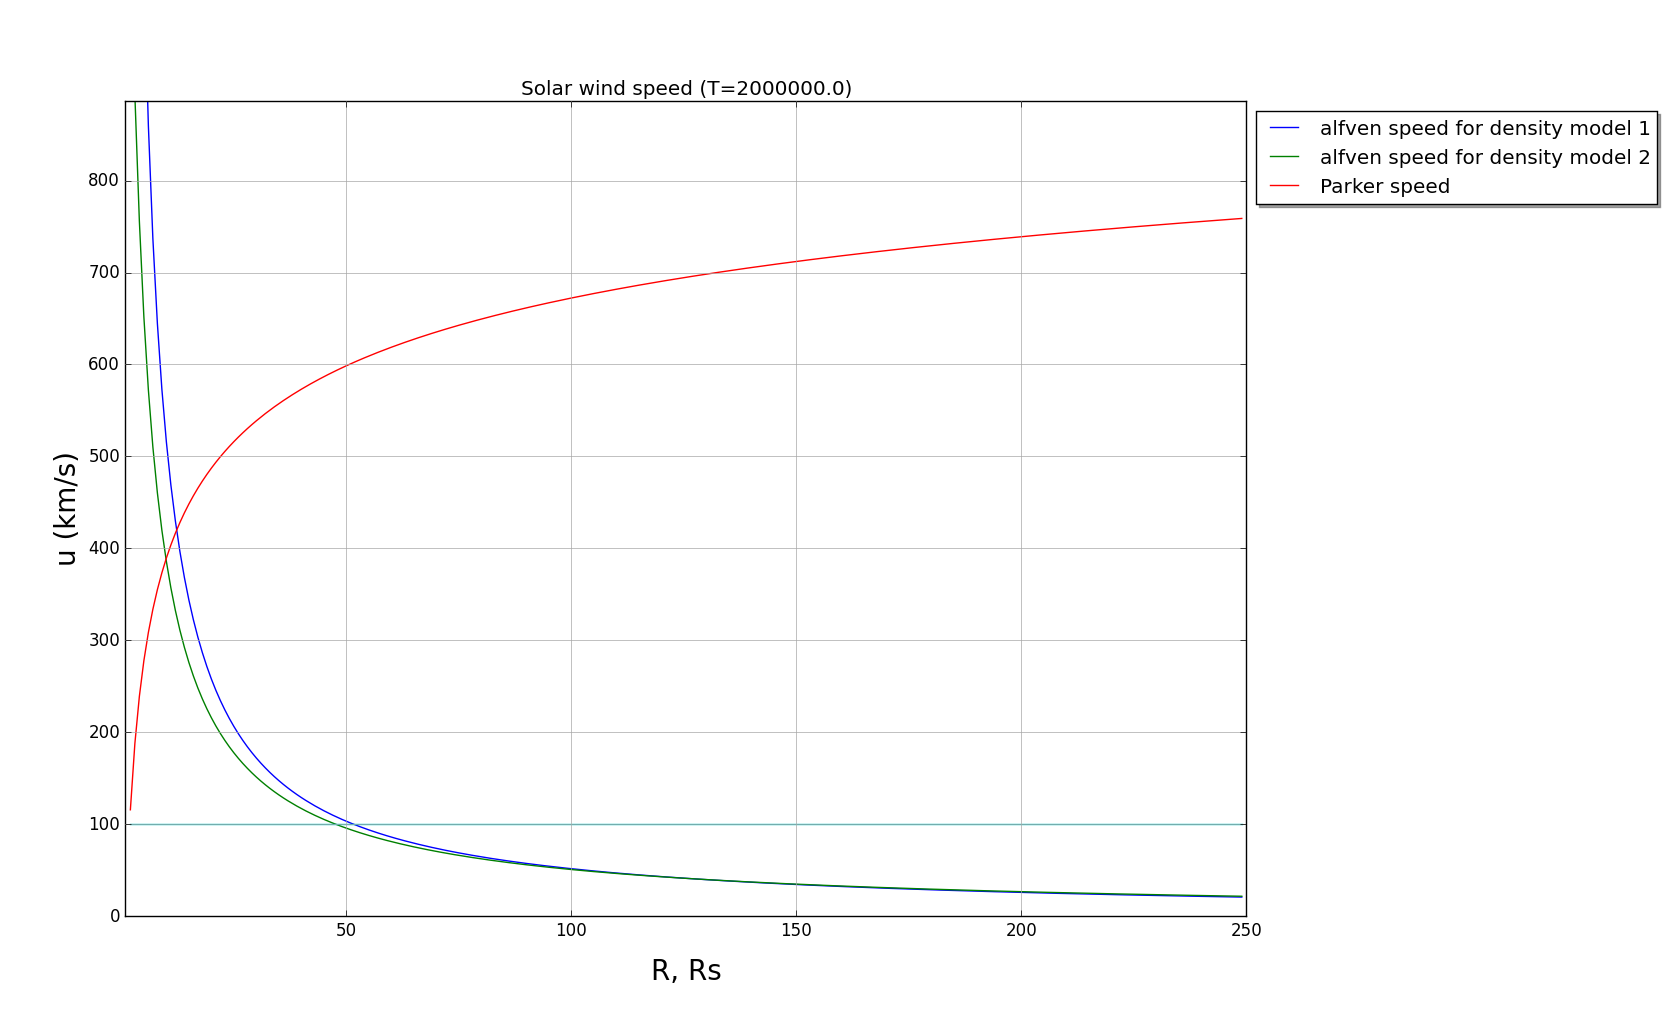 Solar wind speed (T=2000000.0)
alfven speed for density model 1
alfven speed for density model 2
Parker speed
u (km/s)
800
700
600
500
400
300
200
100
0
50
100
150
200
250
R, Rs